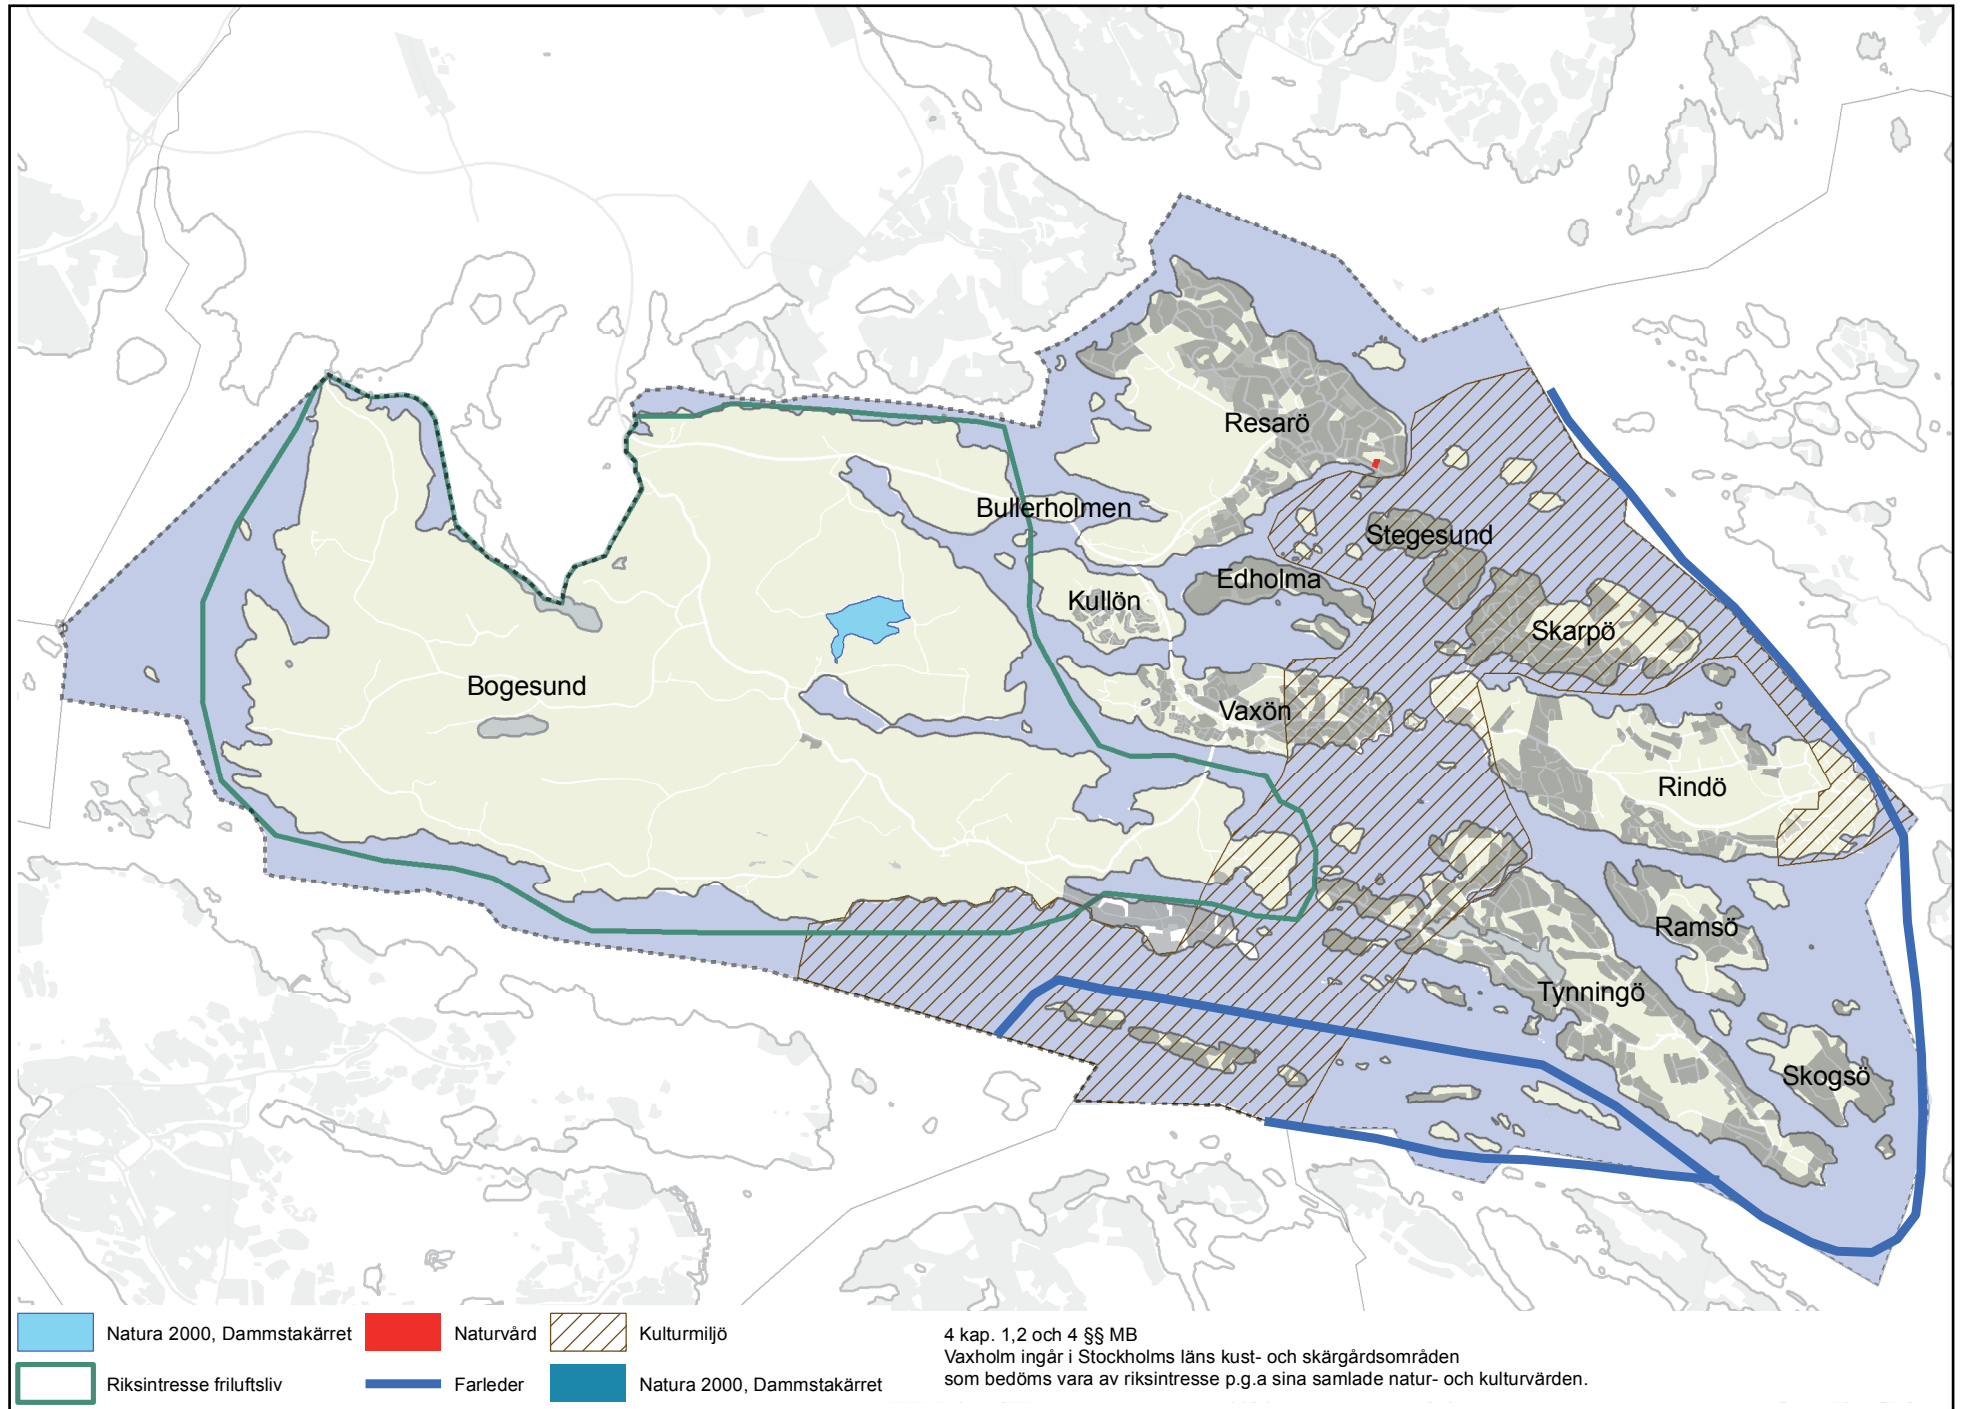 Resarö
Bullerholmen
Stegesund
Edholma
Kullön
Skarpö
Bogesund
Vaxön
Rindö
Ramsö
Tynningö
Skogsö
Natura 2000, Dammstakärret
Naturvård
Kulturmiljö
Riksintresse friluftsliv
Farleder
Natura 2000, Dammstakärret
4 kap. 1,2 och 4 §§ MB
Vaxholm ingår i Stockholms läns kust- och skärgårdsområden
som bedöms vara av riksintresse p.g.a sina samlade natur- och kulturvärden.